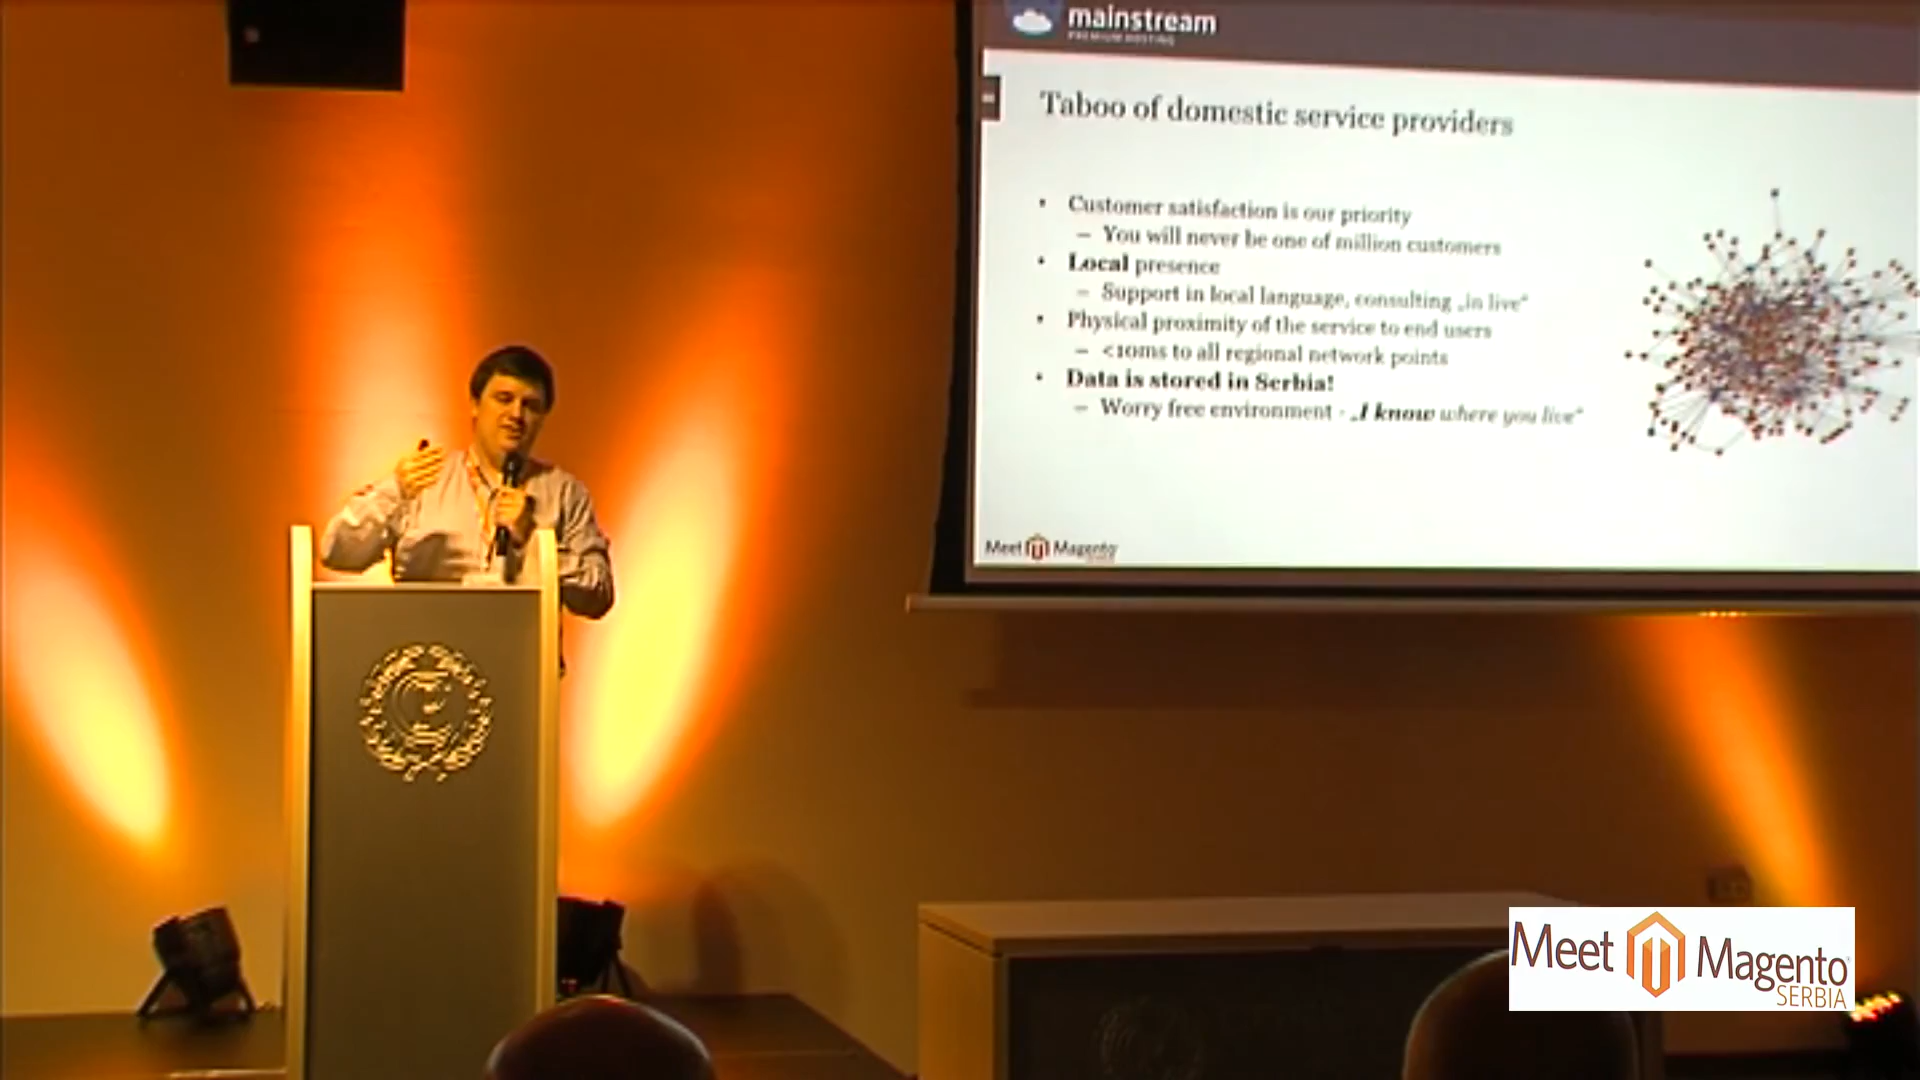 mainstream
PREMIUM HOSTING
Taboo of domestic service providers
• Customer satisfaction is our priority
– You will never be one of million customers
• Local presence
– Support in local language, consulting „in live“
• Physical proximity of the service to end users
– <10ms to all regional network points
• Data is stored in Serbia!
– Worry free environment - „I know where you live“
Meet Magento
Meet Magento
SERBIA